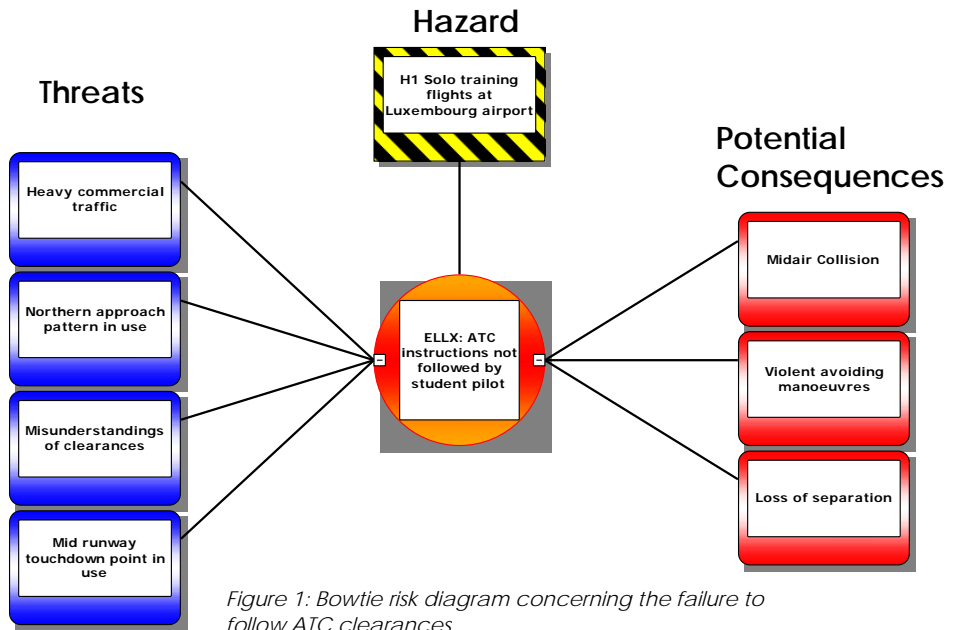 Hazard
H1 Solo training
flights at
Luxembourg airport
Threats
Heavy commercial
traffic
Northern approach
pattern in use
Misunderstandings
of clearances
Mid runway
touchdown point in
use
ELLX: ATC
instructions not
followed by
student pilot
Potential
Consequences
Midair Collision
Violent avoiding
manoeuvres
Loss of separation
Figure 1: Bowtie risk diagram concerning the failure to
follow ATC clearances